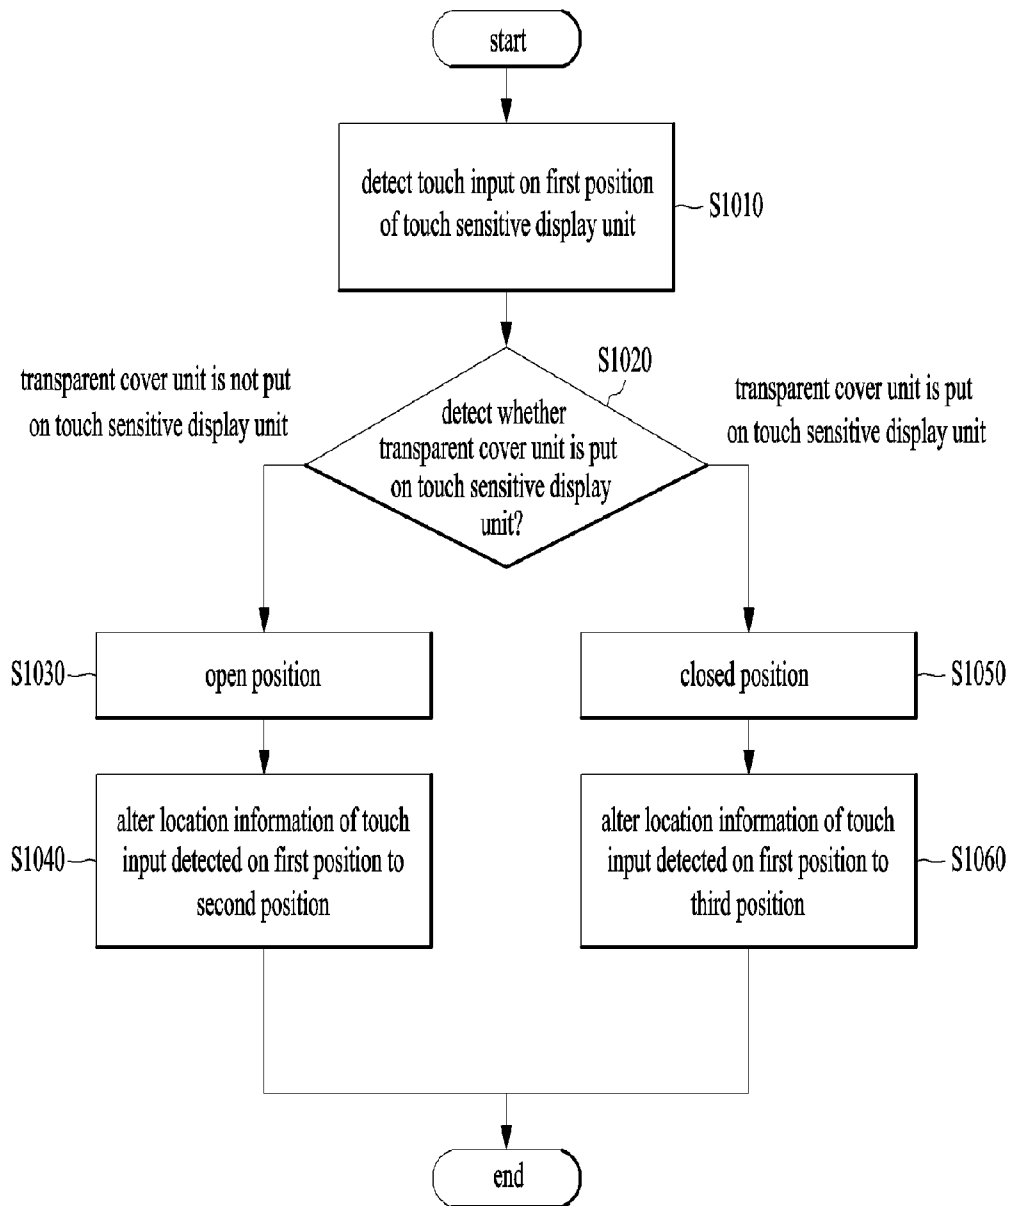 start
detect touch input on first position
of touch sensitive display unit
S1010
S1020
transparent cover unit is not put
on touch sensitive display unit
detect whether
transparent cover unit is put
on touch sensitive display
unit?
transparent cover unit is put
on touch sensitive display unit
S1030
open position
closed position
S1050
S1040
alter location information of touch
input detected on first position to
second position
alter location information of touch
input detected on first position to
third position
S1060
end